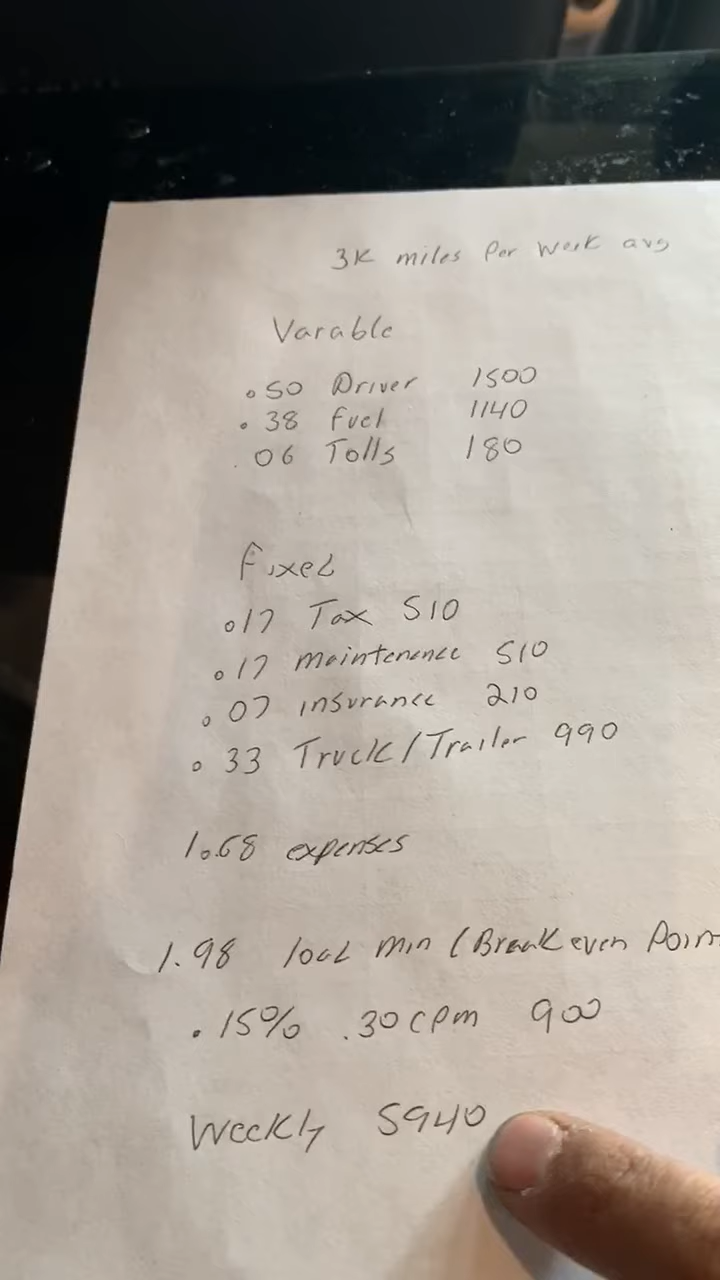 3K miles Per Week avg
Varable
.50 Driver 1500
.38 Fuel 1140
.06 Tolls 180
Fixed
.17 Tax 510
.17 maintenence 510
.07 insurance 210
.33 Truck/Trailer 990
1.68 expenses
1.98 load min (Break even Poin
.15% .30 cpm 900
Weekly 5940